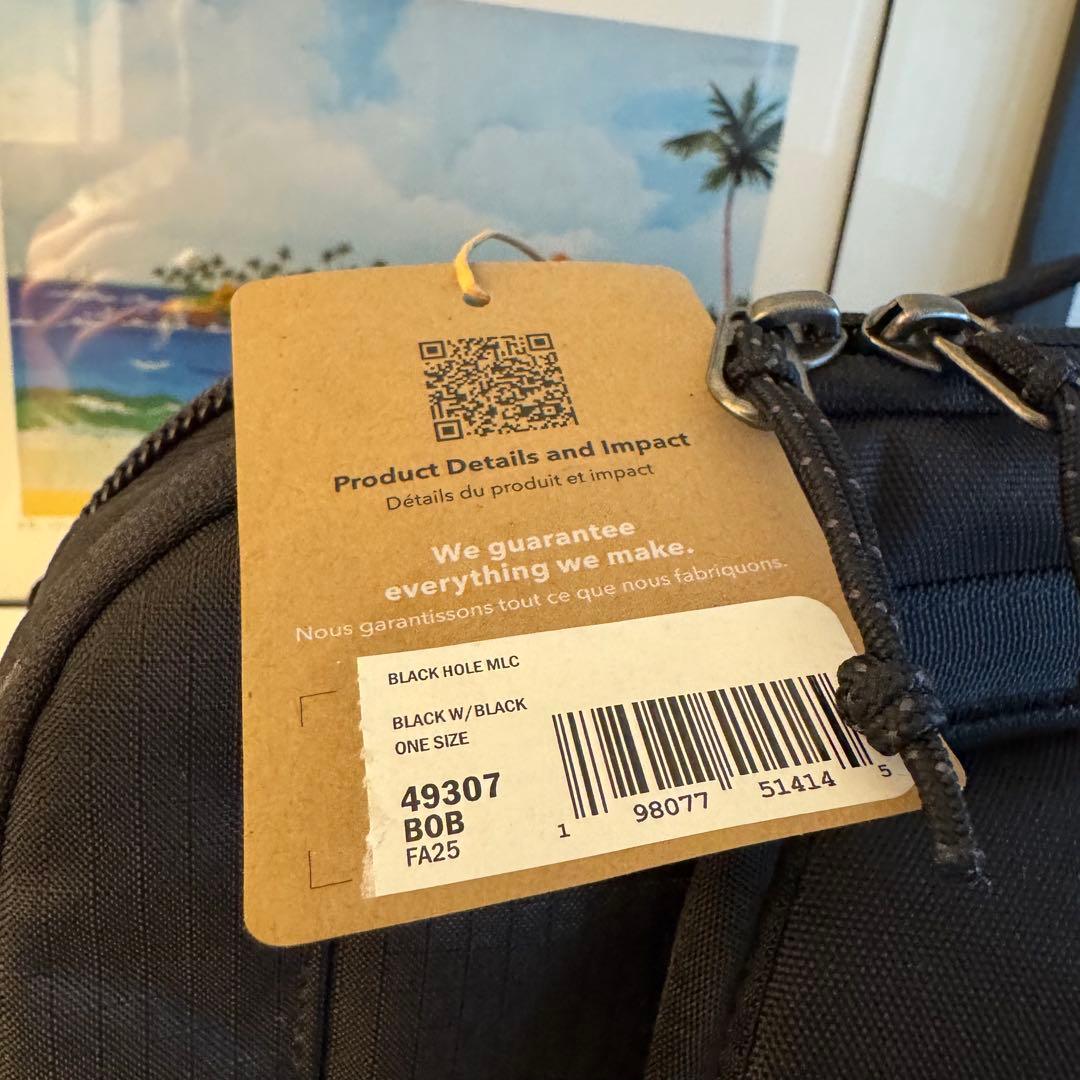 Product Details and Impact
Détails du produit et impact
We guarantee
everything we make.
Nous garantissons tout ce que nous fabriquons.
BLACK HOLE MLC
BLACK W/BLACK
ONE SIZE
49307
BOB
FA25
1 98077 51414 5